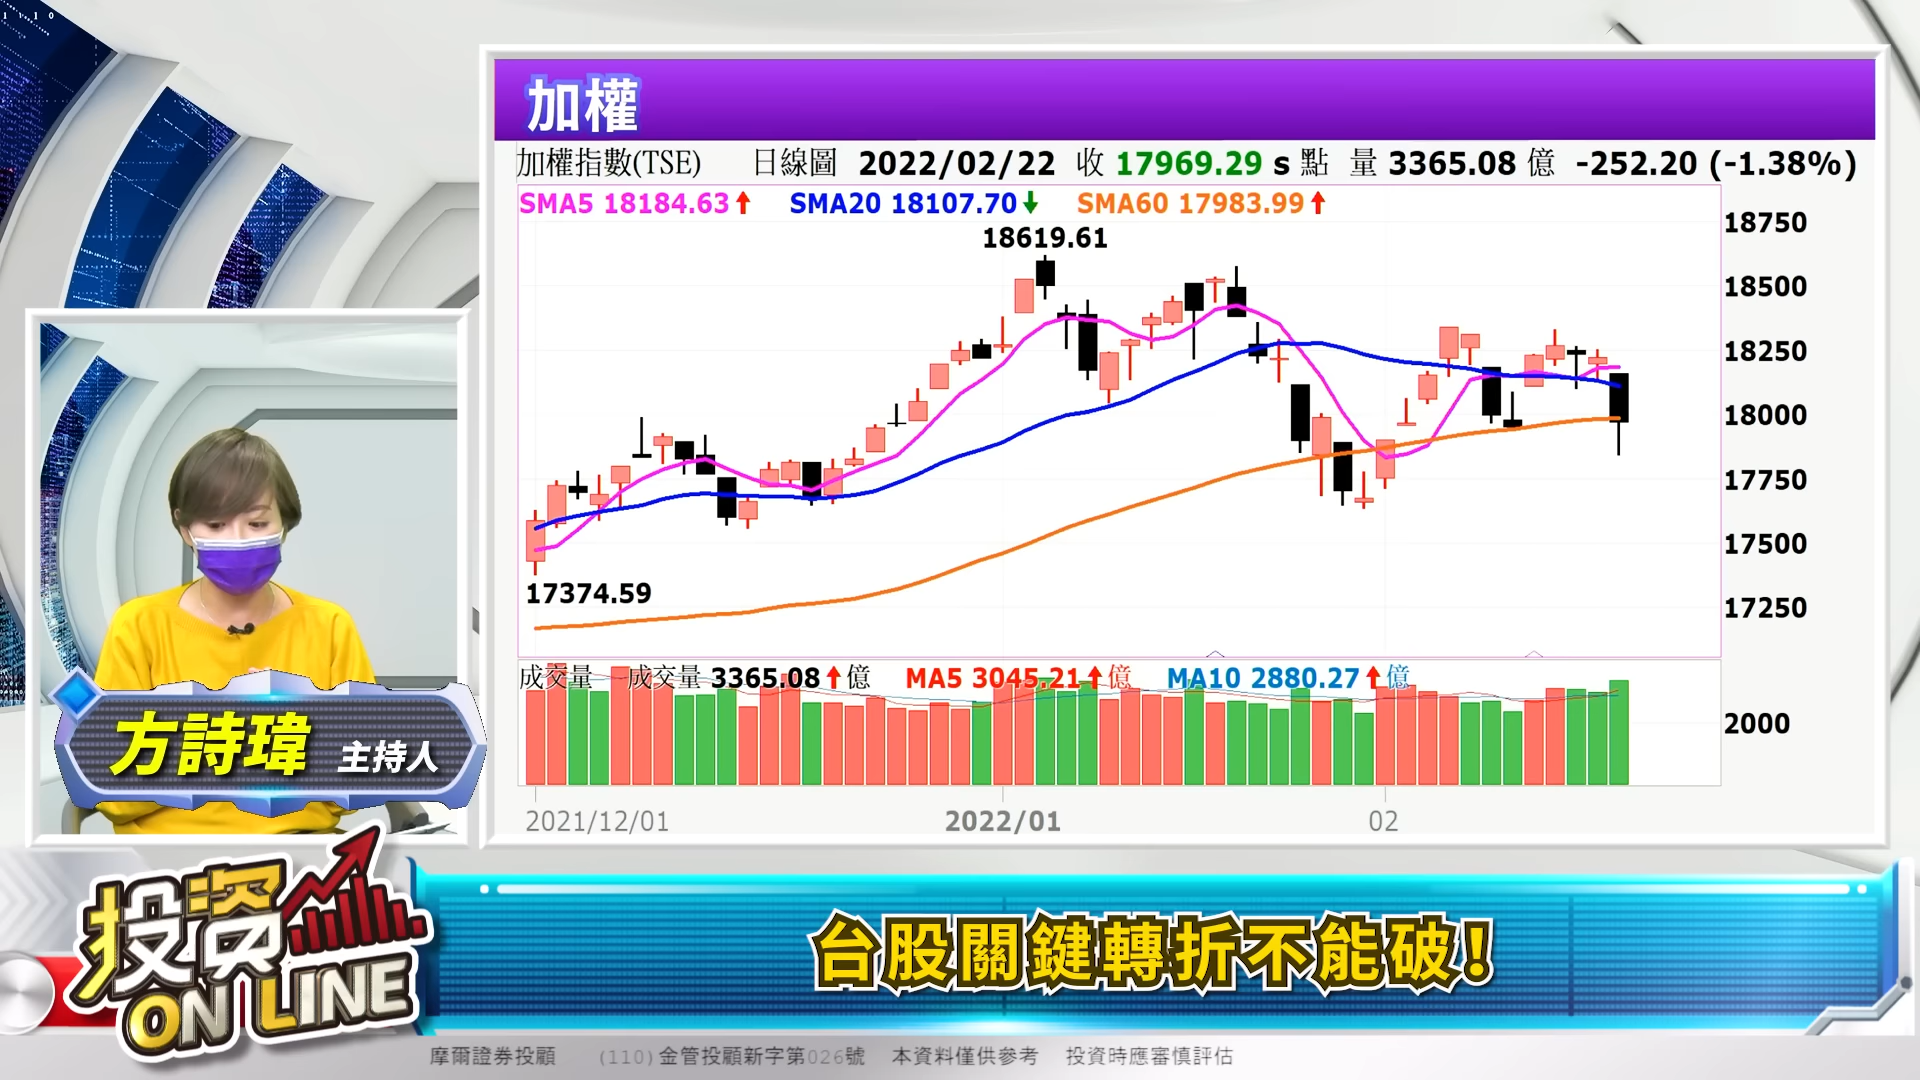 1110
加權
加權指數(TSE) 日線圖 2022/02/22 收 17969.29 s 點 量 3365.08 億 -252.20 (-1.38%)
SMA5 18184.63↑ SMA20 18107.70↓ SMA60 17983.99↑
18619.61
17374.59
18750
18500
18250
18000
17750
17500
17250
成交量 成交量 3365.08↑億 MA5 3045.21↑億 MA10 2880.27↑億
2000
2021/12/01 2022/01 02
方詩瑋 主持人
投資
ON LINE
台股關鍵轉折不能破!
摩爾證券投顧 (110)金管投顧新字第026號 本資料僅供參考 投資時應審慎評估